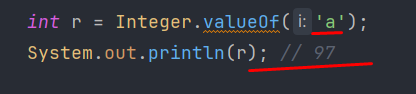 int r = Integer.valueOf( i: 'a');
System.out.println(r); // 97